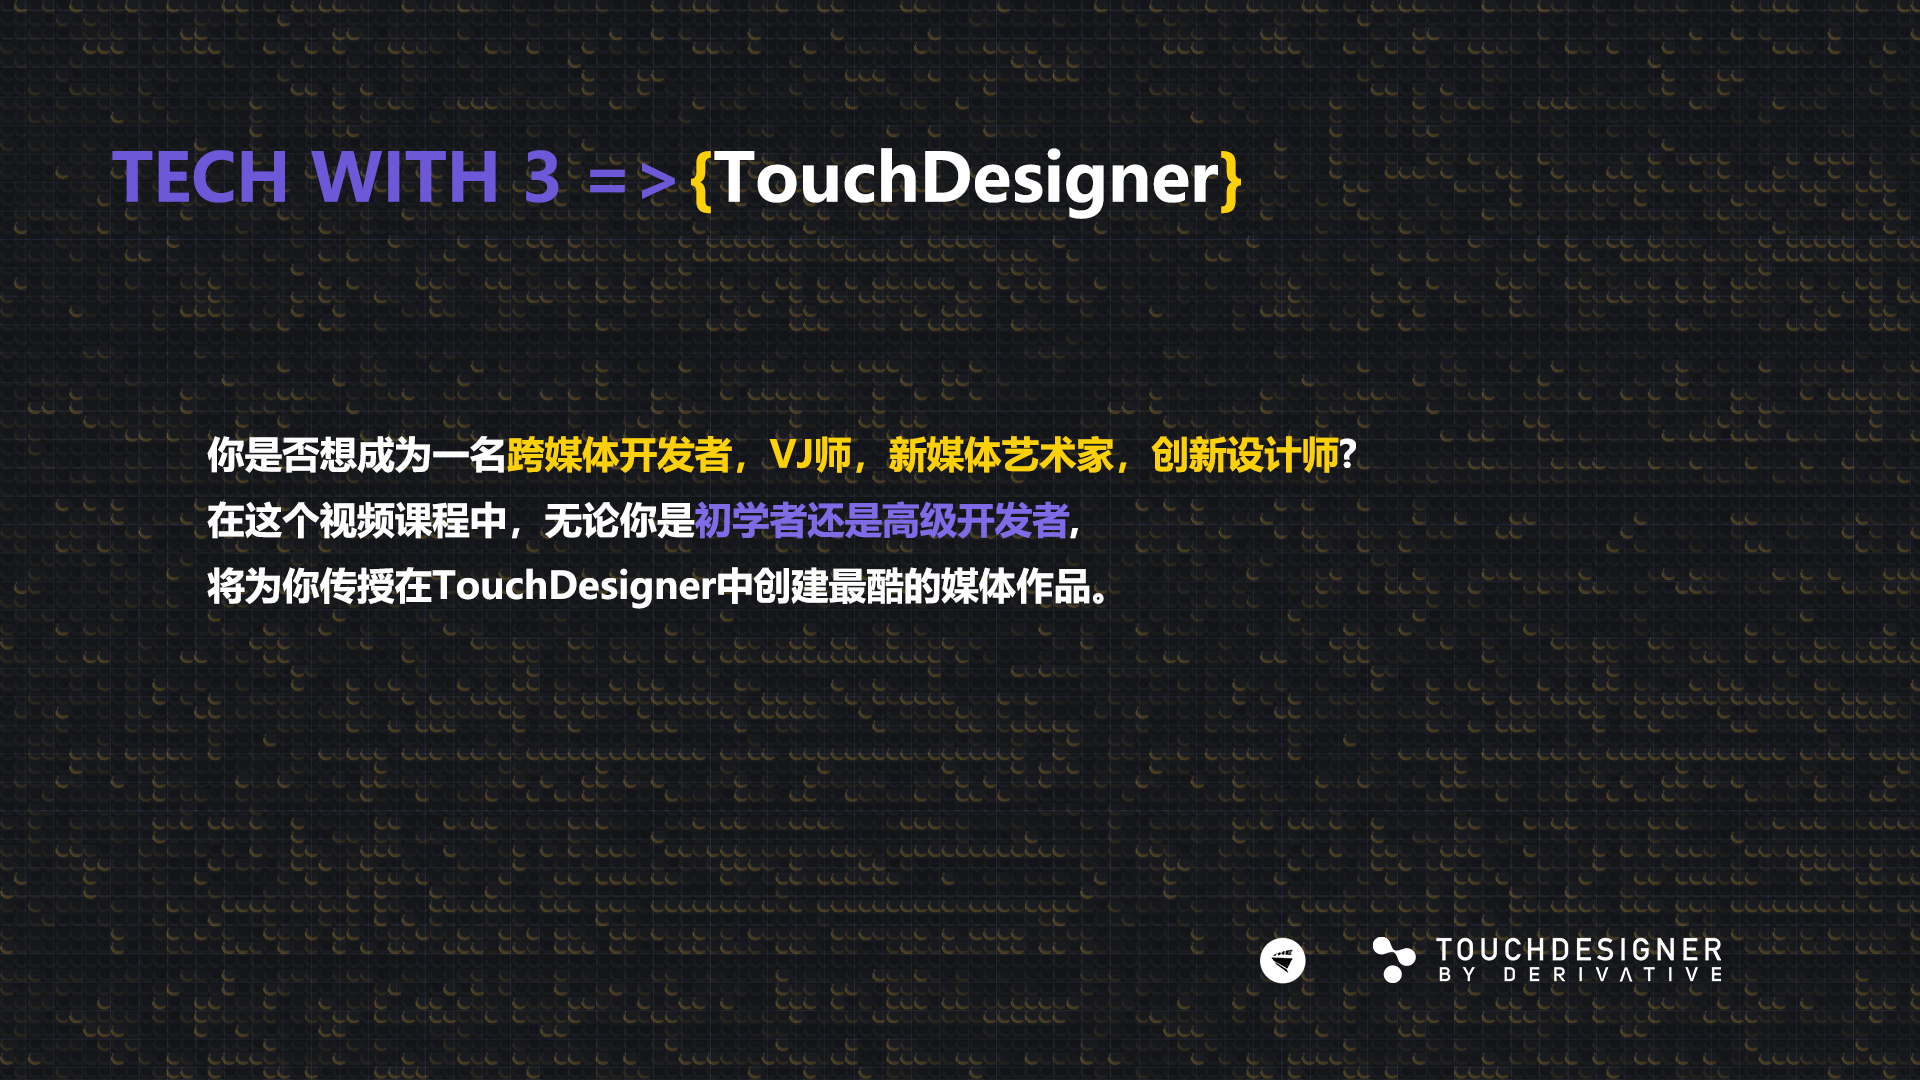 TECH WITH 3 => {TouchDesigner}
你是否想成为一名跨媒体开发者，VJ师，新媒体艺术家，创新设计师?
在这个视频课程中，无论你是初学者还是高级开发者,
将为你传授在TouchDesigner中创建最酷的媒体作品。
TOUCHDESIGNER
BY DERIVATIVE